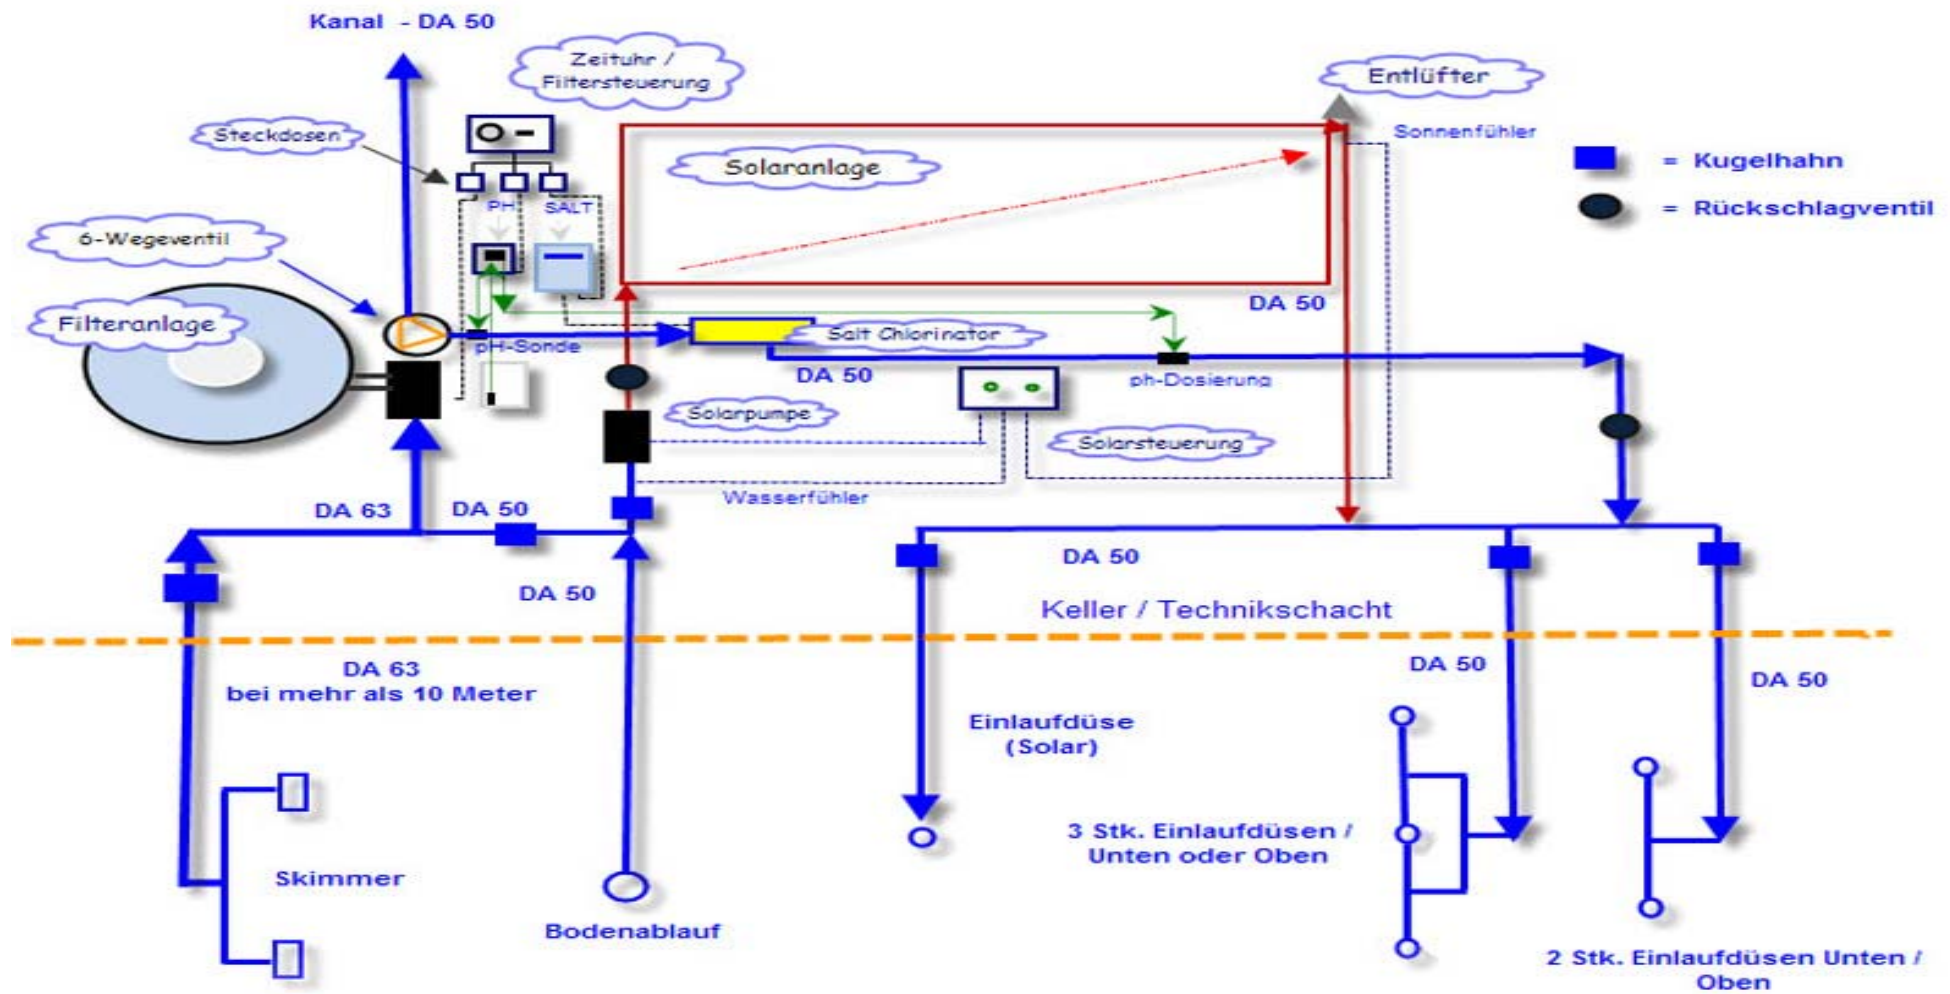 Kanal - DA 50
Zeituhr /
Filtersteuerung
Entlüfter
Steckdosen
Sonnenfühler
Solaranlage
= Kugelhahn
= Rückschlagventil
PH
SALT
6-Wegeventil
DA 50
Filteranlage
pH-Sonde
Salt Chlorinator
DA 50
ph-Dosierung
Solarpumpe
Solarsteuerung
Wasserfühler
DA 63
DA 50
DA 50
DA 50
Keller / Technikschacht
DA 63
bei mehr als 10 Meter
DA 50
DA 50
Einlaufdüse
(Solar)
3 Stk. Einlaufdüsen /
Unten oder Oben
Skimmer
Bodenablauf
2 Stk. Einlaufdüsen Unten /
Oben